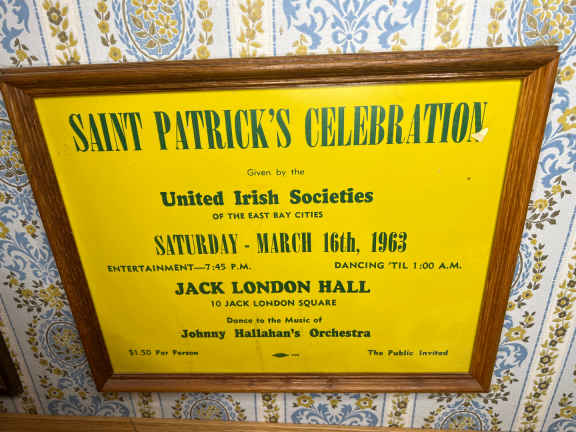 SAINT PATRICK'S CELEBRATION
Given by the
United Irish Societies
OF THE EAST BAY CITIES
SATURDAY - MARCH 16th, 1963
ENTERTAINMENT—7:45 P.M. DANCING 'TIL 1:00 A.M.
JACK LONDON HALL
10 JACK LONDON SQUARE
Dance to the Music of
Johnny Hallahan's Orchestra
$1.50 Per Person The Public Invited